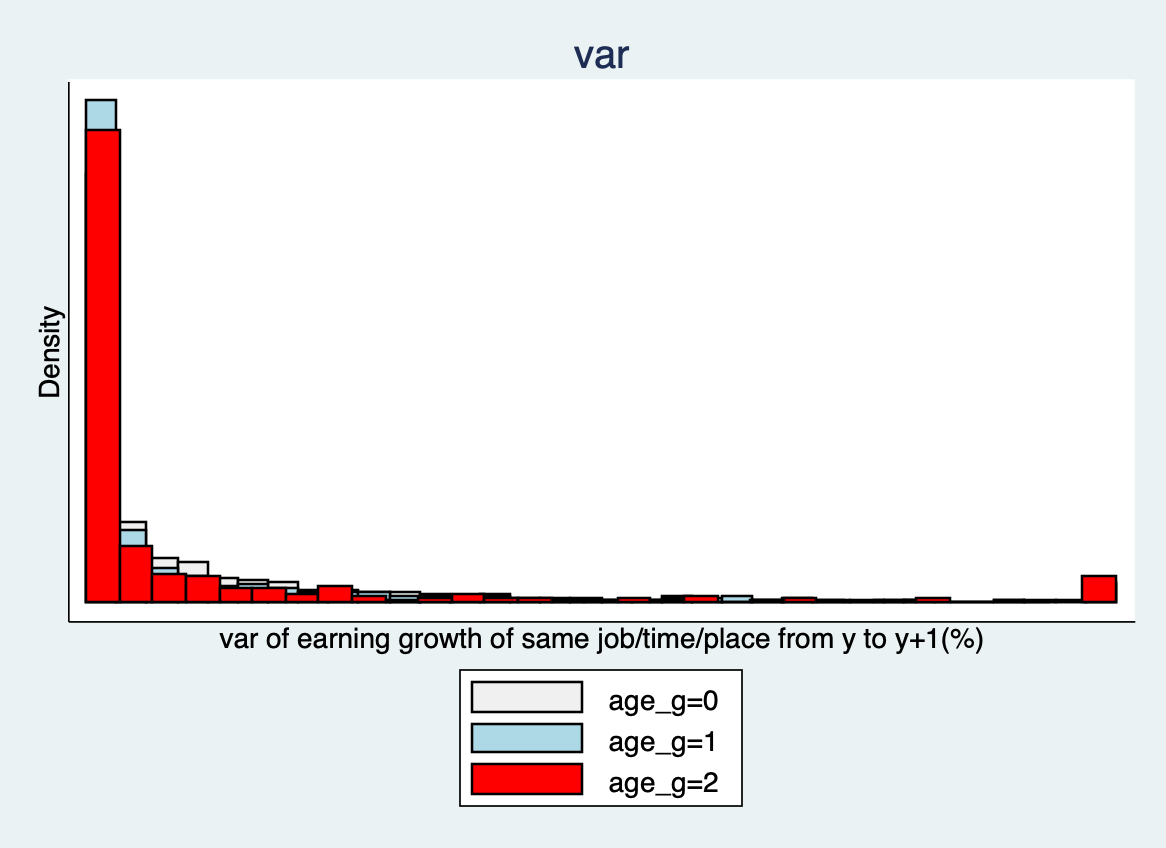 var
Density
var of earning growth of same job/time/place from y to y+1(%)
age_g=0
age_g=1
age_g=2